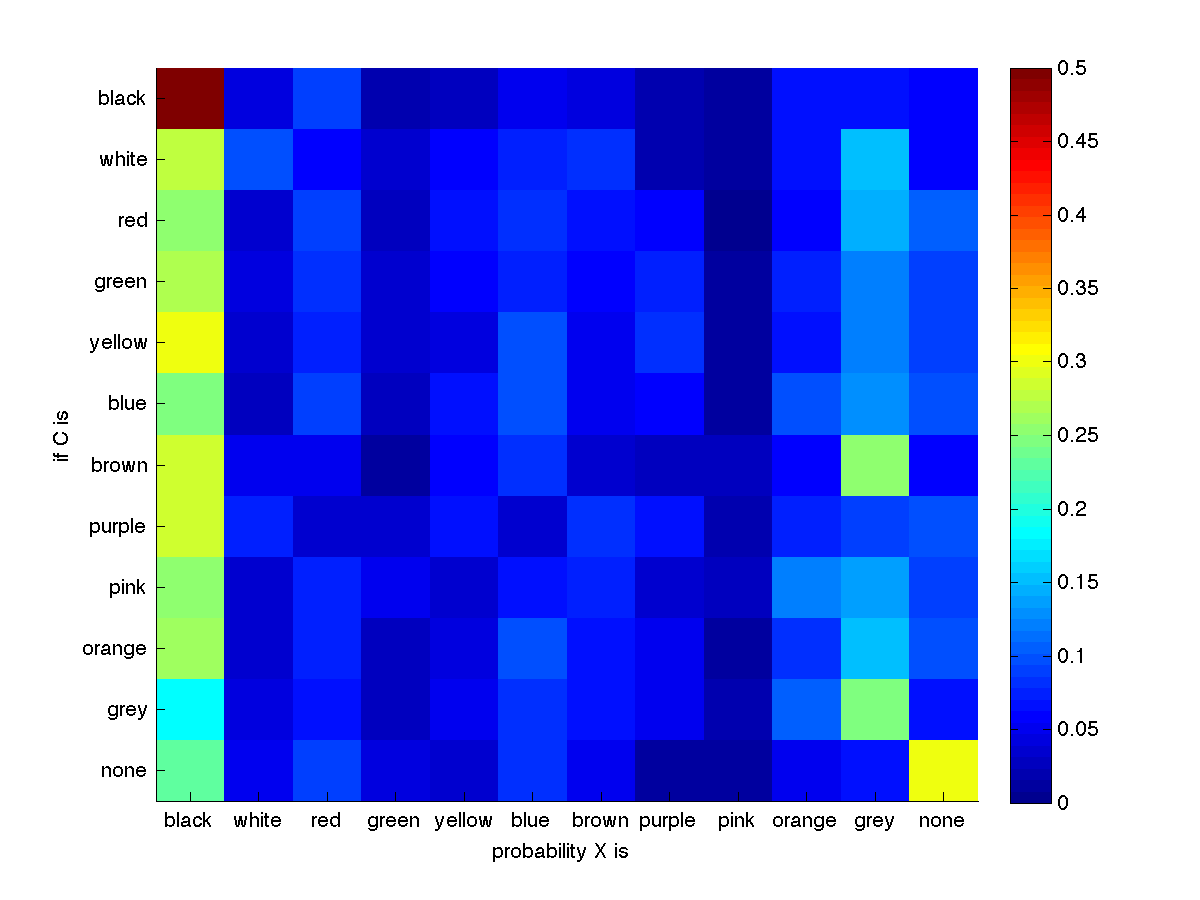 black
white
red
green
yellow
blue
brown
purple
pink
orange
grey
none
if C is
black white red green yellow blue brown purple pink orange grey none
probability X is
0.5
0.45
0.4
0.35
0.3
0.25
0.2
0.15
0.1
0.05
0